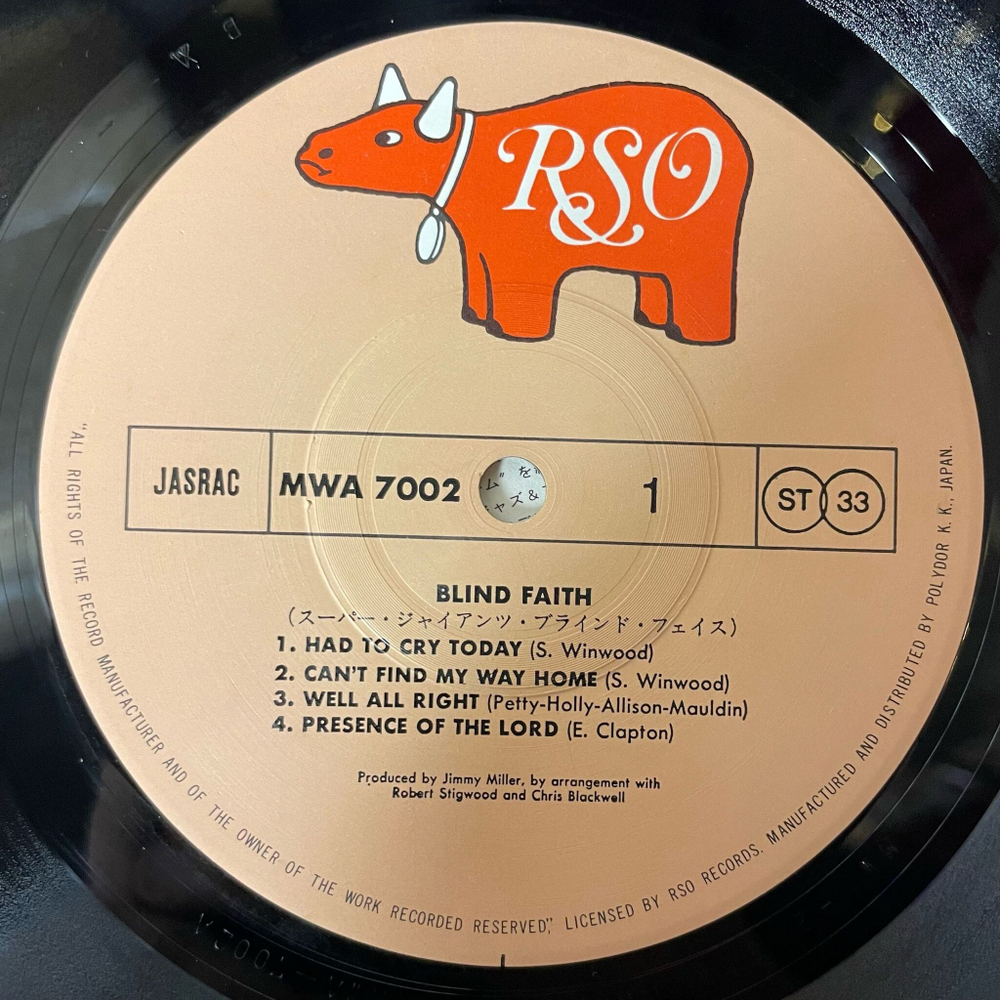 RSO
JASRAC
MWA 7002
1
ST 33
BLIND FAITH
(スーパー・ジャイアンツ・ブラインド・フェイス)
1. HAD TO CRY TODAY (S. Winwood)
2. CAN'T FIND MY WAY HOME (S. Winwood)
3. WELL ALL RIGHT (Petty-Holly-Allison-Mauldin)
4. PRESENCE OF THE LORD (E. Clapton)
Produced by Jimmy Miller, by arrangement with
Robert Stigwood and Chris Blackwell
"ALL RIGHTS OF THE RECORD MANUFACTURER AND OF THE OWNER OF THE WORK RECORDED RESERVED," LICENSED BY RSO RECORDS. MANUFACTURED AND DISTRIBUTED BY POLYDOR K. K., JAPAN.